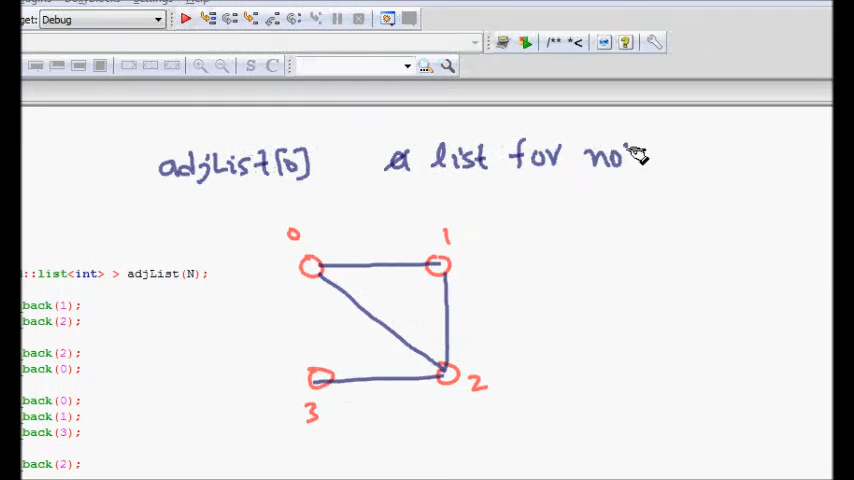 get: Debug
S C
/** *<
adjList[0] a list for no
0
1
::list<int> > adjList(N);
back(1);
back(2);
back(2);
back(0);
2
3
back(0);
back(1);
back(3);
back(2);